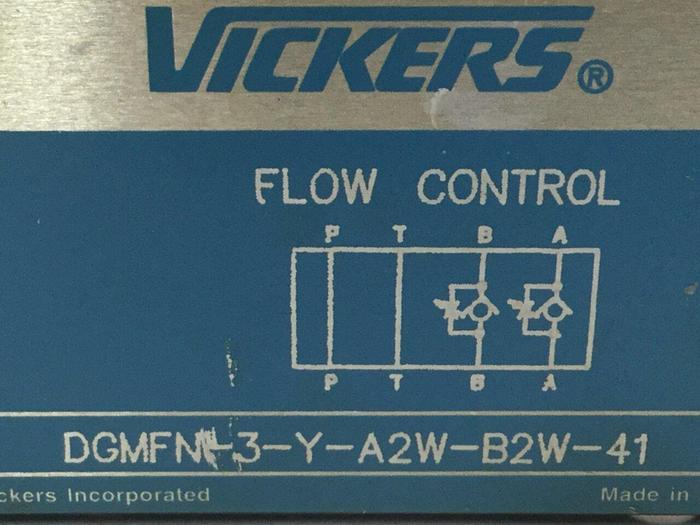 VICKERS®
FLOW CONTROL
P T B A
P T B A
DGMFN-3-Y-A2W-B2W-41
ckers Incorporated Made in